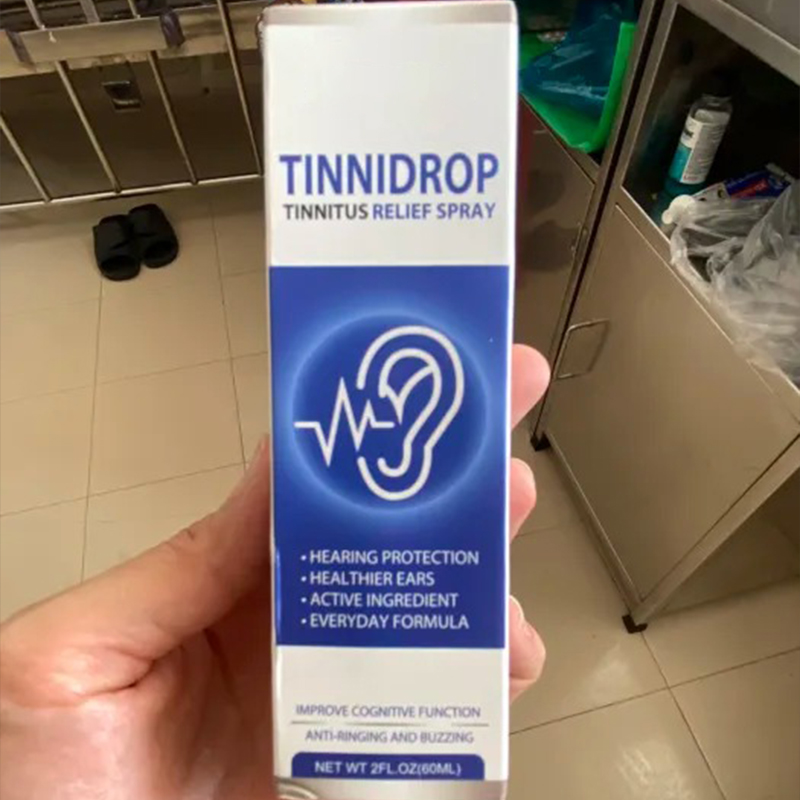 TINNIDROP
TINNITUS RELIEF SPRAY
• HEARING PROTECTION
• HEALTHIER EARS
• ACTIVE INGREDIENT
• EVERYDAY FORMULA
IMPROVE COGNITIVE FUNCTION
ANTI-RINGING AND BUZZING
NET WT 2FL.OZ(60ML)